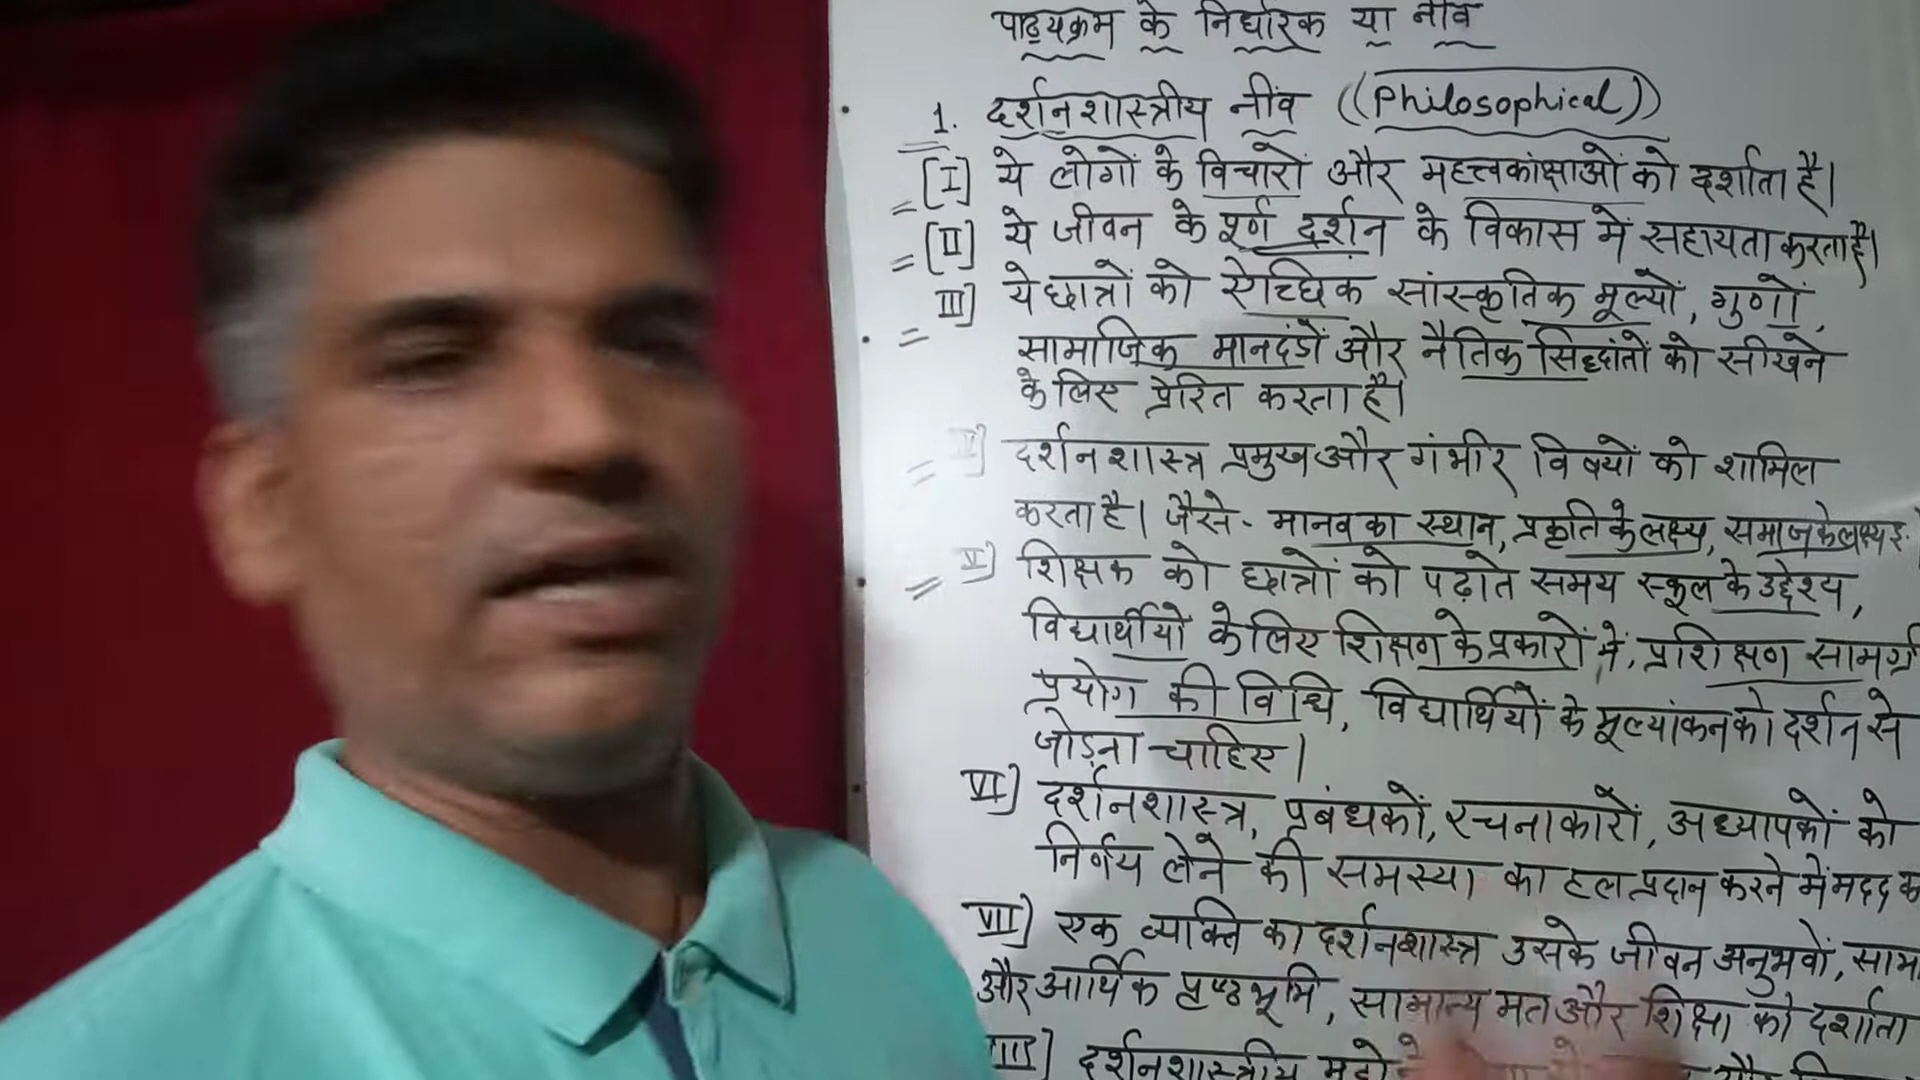 पाठ्यक्रम के निर्धारक या नींव
1. दर्शनशास्त्रीय नींव ((Philosophical))
[I] ये लोगों के विचारों और महत्त्वकांक्षाओं को दर्शाता है।
[II] ये जीवन के पूर्ण दर्शन के विकास में सहायता करता है।
III] ये छात्रों को ऐच्छिक सांस्कृतिक मूल्यों, गुणों,
सामाजिक मानदंडों और नैतिक सिद्धांतों को सीखने
के लिए प्रेरित करता है।
V] दर्शनशास्त्र प्रमुख और गंभीर विषयों को शामिल
करता है। जैसे - मानव का स्थान, प्रकृति के लक्ष्य, समाज के लक्ष्य इ.
V] शिक्षक को छात्रों को पढ़ाते समय स्कूल के उद्देश्य,
विद्यार्थीयों के लिए शिक्षण के प्रकारों में, प्रशिक्षण सामग्र
प्रयोग की विधि, विद्यार्थियों के मूल्यांकन को दर्शन से
जोड़ना चाहिए।
VI] दर्शनशास्त्र, प्रबंधकों, रचनाकारों, अध्यापकों को
निर्णय लेने की समस्या का हल प्रदान करने में मदद क
VII] एक व्यक्ति का दर्शनशास्त्र उसके जीवन अनुभवों, साम
और आर्थिक पृष्ठभूमि, सामान्य मत और शिक्षा को दर्शाता
III] दर्शनशास्त्रीय